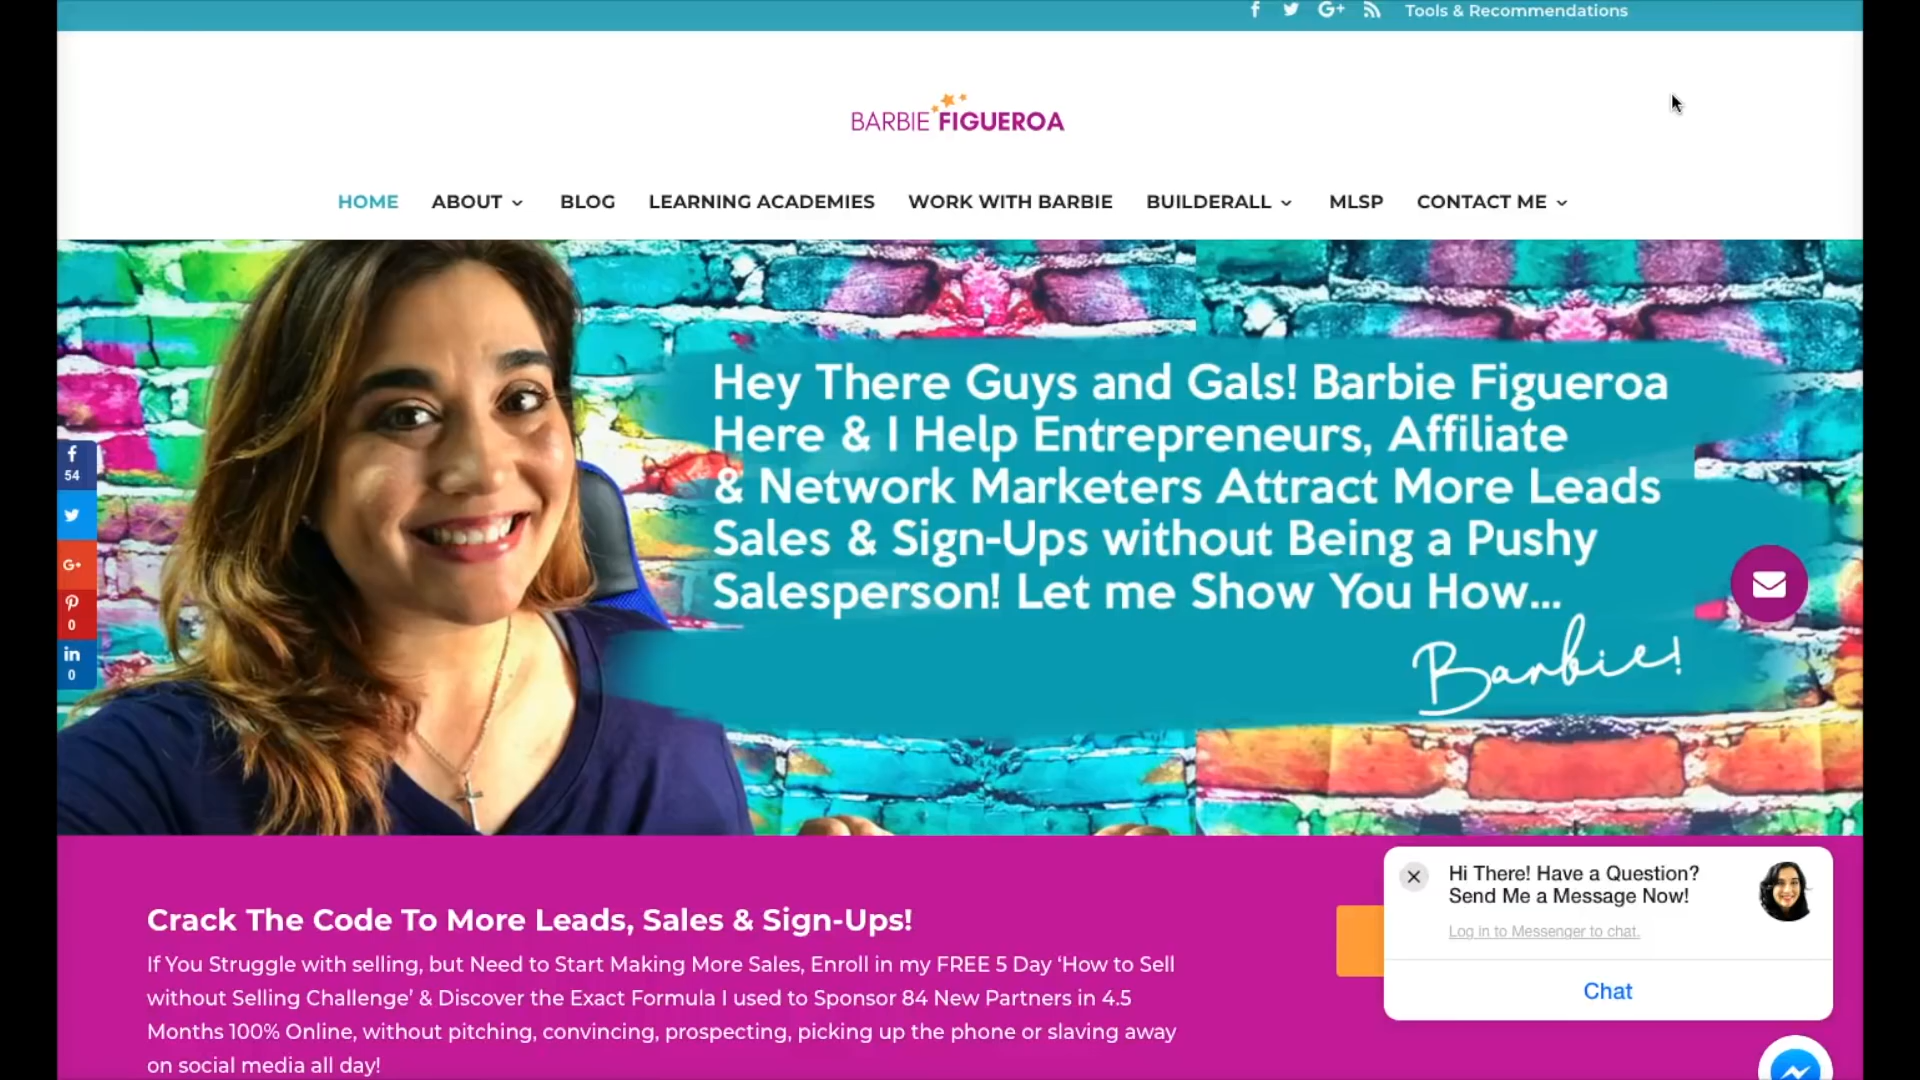 Tools & Recommendations
BARBIE FIGUEROA
HOME ABOUT BLOG LEARNING ACADEMIES WORK WITH BARBIE BUILDERALL MLSP CONTACT ME
Hey There Guys and Gals! Barbie Figueroa
Here & I Help Entrepreneurs, Affiliate
& Network Marketers Attract More Leads
Sales & Sign-Ups without Being a Pushy
Salesperson! Let me Show You How...
Barbie!
54
0
0
Crack The Code To More Leads, Sales & Sign-Ups!
If You Struggle with selling, but Need to Start Making More Sales, Enroll in my FREE 5 Day ‘How to Sell
without Selling Challenge’ & Discover the Exact Formula I used to Sponsor 84 New Partners in 4.5
Months 100% Online, without pitching, convincing, prospecting, picking up the phone or slaving away
on social media all day!
Hi There! Have a Question?
Send Me a Message Now!
Log in to Messenger to chat.
Chat